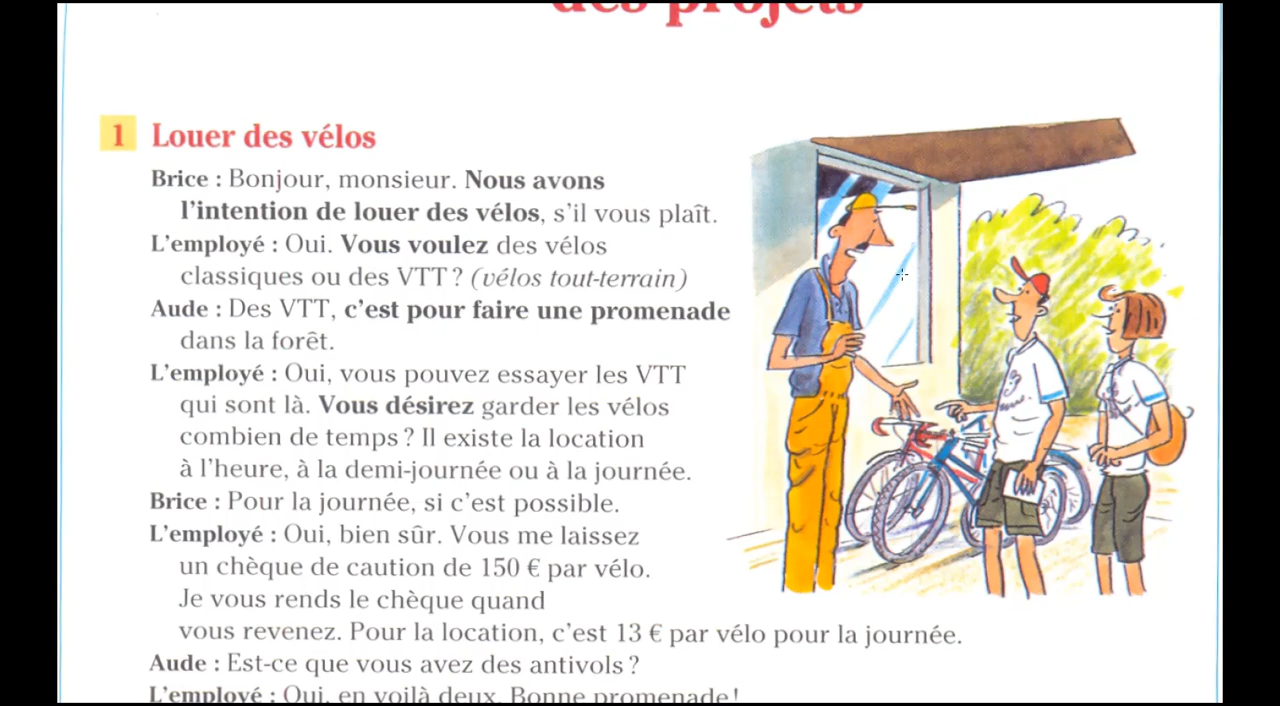 des projets
1 Louer des vélos
Brice : Bonjour, monsieur. Nous avons
l'intention de louer des vélos, s'il vous plaît.
L'employé : Oui. Vous voulez des vélos
classiques ou des VTT ? (vélos tout-terrain)
Aude : Des VTT, c'est pour faire une promenade
dans la forêt.
L'employé : Oui, vous pouvez essayer les VTT
qui sont là. Vous désirez garder les vélos
combien de temps ? Il existe la location
à l'heure, à la demi-journée ou à la journée.
Brice : Pour la journée, si c'est possible.
L'employé : Oui, bien sûr. Vous me laissez
un chèque de caution de 150 € par vélo.
Je vous rends le chèque quand
vous revenez. Pour la location, c'est 13 € par vélo pour la journée.
Aude : Est-ce que vous avez des antivols ?
L'employé : Oui, en voilà deux. Bonne promenade !